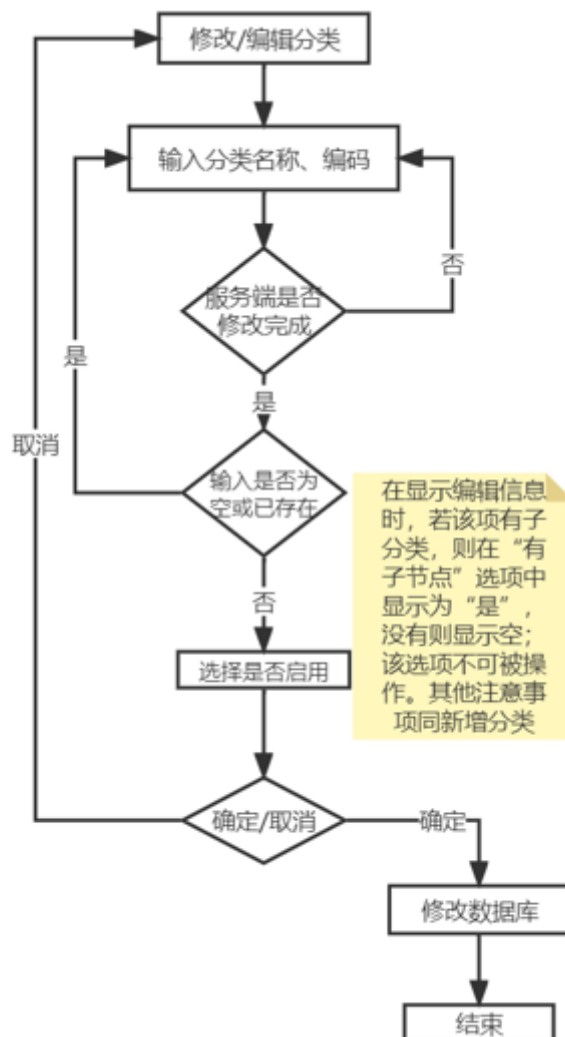 修改/编辑分类
输入分类名称、编码
否
服务端是否
修改完成
是
是
取消
输入是否为
空或已存在
在显示编辑信息
时，若该项有子
分类，则在“有
子节点”选项中
显示为“是”，
没有则显示空；
该选项不可被操
作。其他注意事
项同新增分类
否
选择是否启用
确定/取消
确定
修改数据库
结束